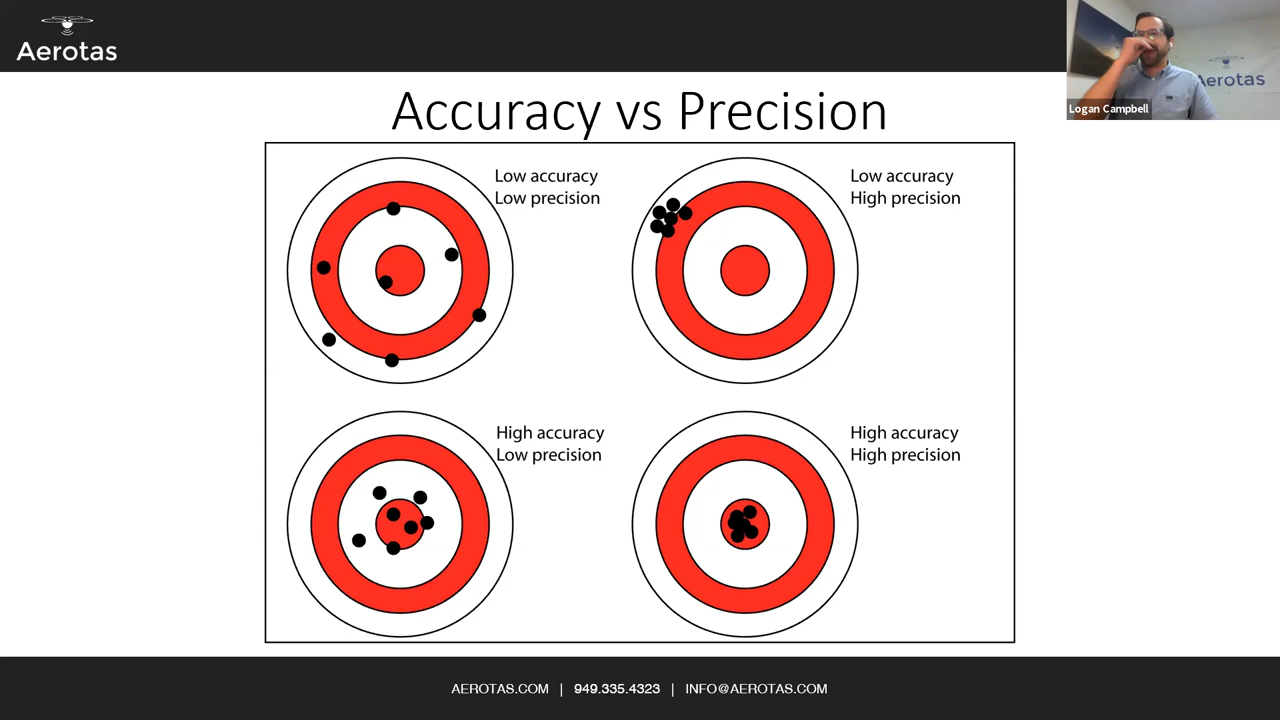 Aerotas
Aerotas
Logan Campbell
Accuracy vs Precision
Low accuracy
Low precision
Low accuracy
High precision
High accuracy
Low precision
High accuracy
High precision
AEROTAS.COM | 949.335.4323 | INFO@AEROTAS.COM